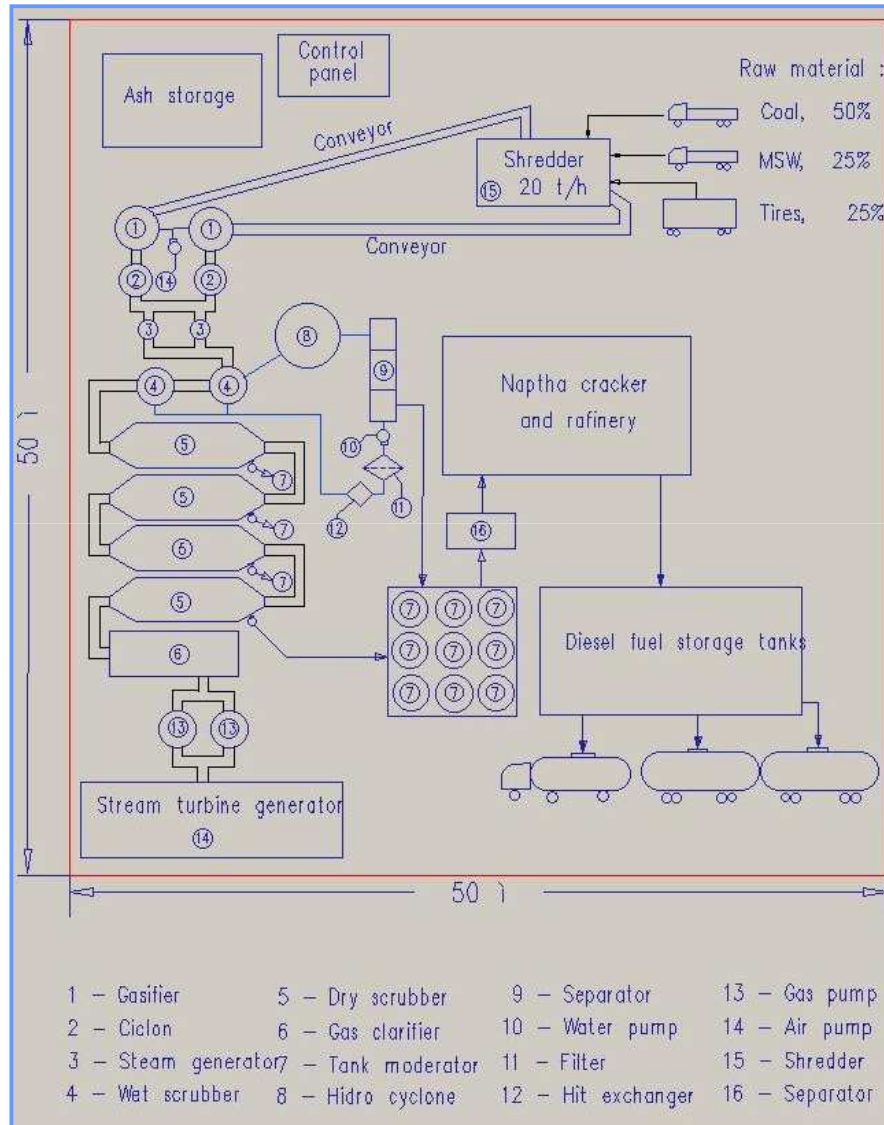 Control
panel
Ash storage
Raw material :
Coal, 50%
MSW, 25%
Tires, 25%
Conveyor
Shredder
15 20 t/h
1 1
Conveyor
2 14 2
3 3
8
9
4 4
Naptha cracker
and rafinery
10
5
7
11
12
5
7
16
5
7
5
7 7 7
7 7 7
7 7 7
6
Diesel fuel storage tanks
13 13
Stream turbine generator
14
50
50
1 - Gasifier
2 - Ciclon
3 - Steam generator
4 - Wet scrubber
5 - Dry scrubber
6 - Gas clarifier
7 - Tank moderator
8 - Hidro cyclone
9 - Separator
10 - Water pump
11 - Filter
12 - Hit exchanger
13 - Gas pump
14 - Air pump
15 - Shredder
16 - Separator